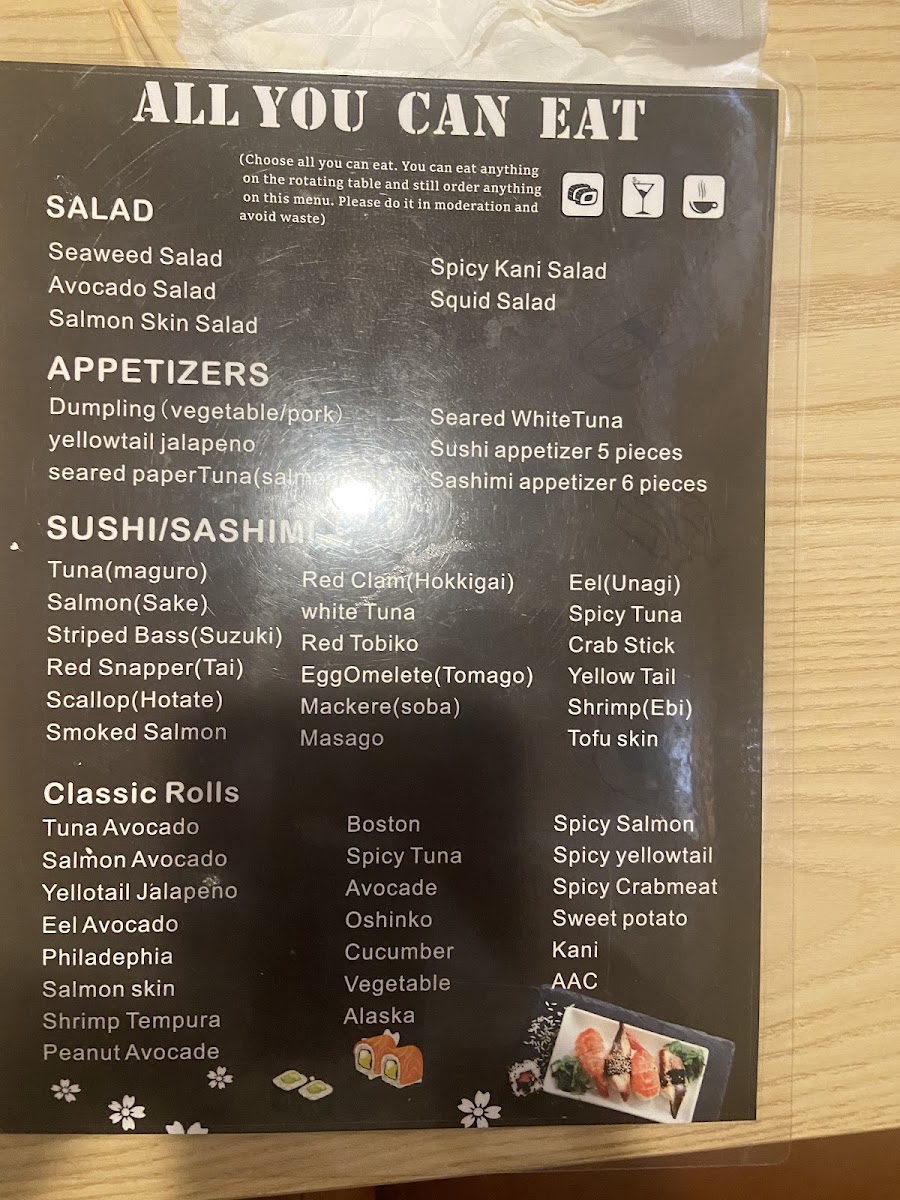 ALL YOU CAN EAT
(Choose all you can eat. You can eat anything
on the rotating table and still order anything
on this menu. Please do it in moderation and
avoid waste)
SALAD
Seaweed Salad
Avocado Salad
Salmon Skin Salad
Spicy Kani Salad
Squid Salad
APPETIZERS
Dumpling(vegetable/pork)
yellowtail jalapeno
seared paperTuna(salmon
Seared WhiteTuna
Sushi appetizer 5 pieces
Sashimi appetizer 6 pieces
SUSHI/SASHIMI
Tuna(maguro)
Salmon(Sake)
Striped Bass(Suzuki)
Red Snapper(Tai)
Scallop(Hotate)
Smoked Salmon
Red Clam(Hokkigai)
white Tuna
Red Tobiko
EggOmelete(Tomago)
Mackere(soba)
Masago
Eel(Unagi)
Spicy Tuna
Crab Stick
Yellow Tail
Shrimp(Ebi)
Tofu skin
Classic Rolls
Tuna Avocado
Salmon Avocado
Yellotail Jalapeno
Eel Avocado
Philadephia
Salmon skin
Shrimp Tempura
Peanut Avocade
Boston
Spicy Tuna
Avocade
Oshinko
Cucumber
Vegetable
Alaska
Spicy Salmon
Spicy yellowtail
Spicy Crabmeat
Sweet potato
Kani
AAC